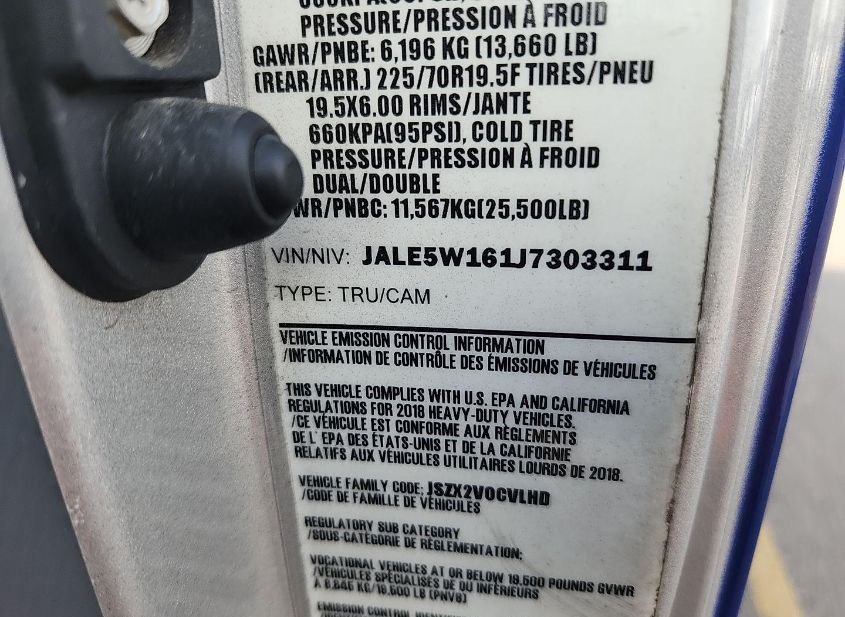 PRESSURE/PRESSION À FROID
GAWR/PNBE: 6,196 KG (13,660 LB)
(REAR/ARR.) 225/70R19.5F TIRES/PNEU
19.5X6.00 RIMS/JANTE
660KPA(95PSI), COLD TIRE
PRESSURE/PRESSION À FROID
DUAL/DOUBLE
WR/PNBC: 11,567KG(25,500LB)
VIN/NIV: JALE5W161J7303311
TYPE: TRU/CAM
VEHICLE EMISSION CONTROL INFORMATION
/INFORMATION DE CONTRÔLE DES ÉMISSIONS DE VÉHICULES
THIS VEHICLE COMPLIES WITH U.S. EPA AND CALIFORNIA
REGULATIONS FOR 2018 HEAVY-DUTY VEHICLES.
/CE VÉHICULE EST CONFORME AUX RÈGLEMENTS
DE L' EPA DES ÉTATS-UNIS ET DE LA CALIFORNIE
RELATIFS AUX VÉHICULES UTILITAIRES LOURDS DE 2018.
VEHICLE FAMILY CODE: JSZX2VOCVLHD
/CODE DE FAMILLE DE VÉHICULES
REGULATORY SUB CATEGORY
/SOUS-CATÉGORIE DE RÉGLEMENTATION;
VOCATIONAL VEHICLES AT OR BELOW 19,500 POUNDS GVWR
/VÉHICULES SPÉCIALISÉS DE OU INFÉRIEURS
EMISSION CONTROL